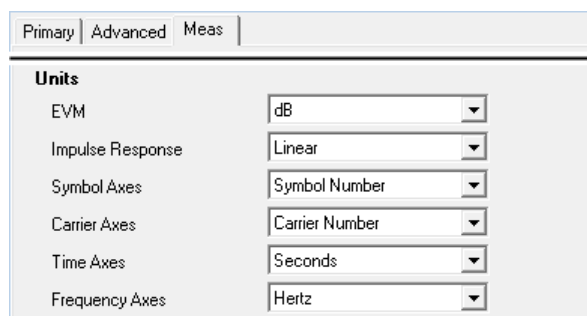 Primary Advanced Meas
Units
EVM dB
Impulse Response Linear
Symbol Axes Symbol Number
Carrier Axes Carrier Number
Time Axes Seconds
Frequency Axes Hertz